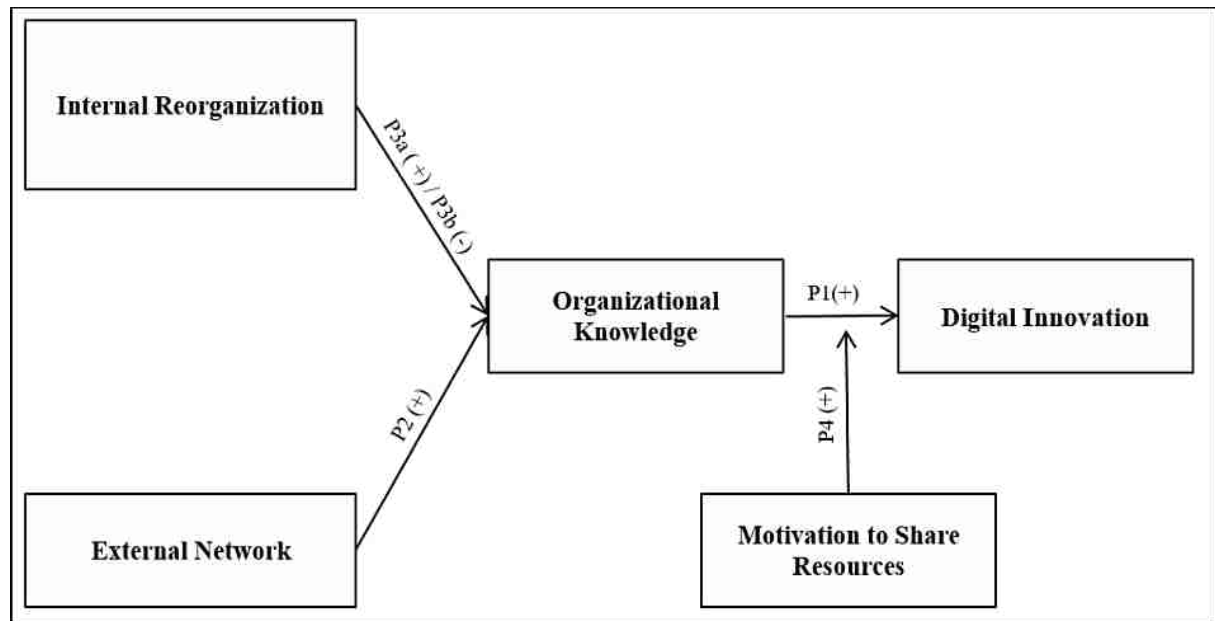 Internal Reorganization
P3a ( +) / P3b (-)
Organizational
Knowledge
P1(+)
Digital Innovation
P2 (+)
P4 (+)
External Network
Motivation to Share
Resources